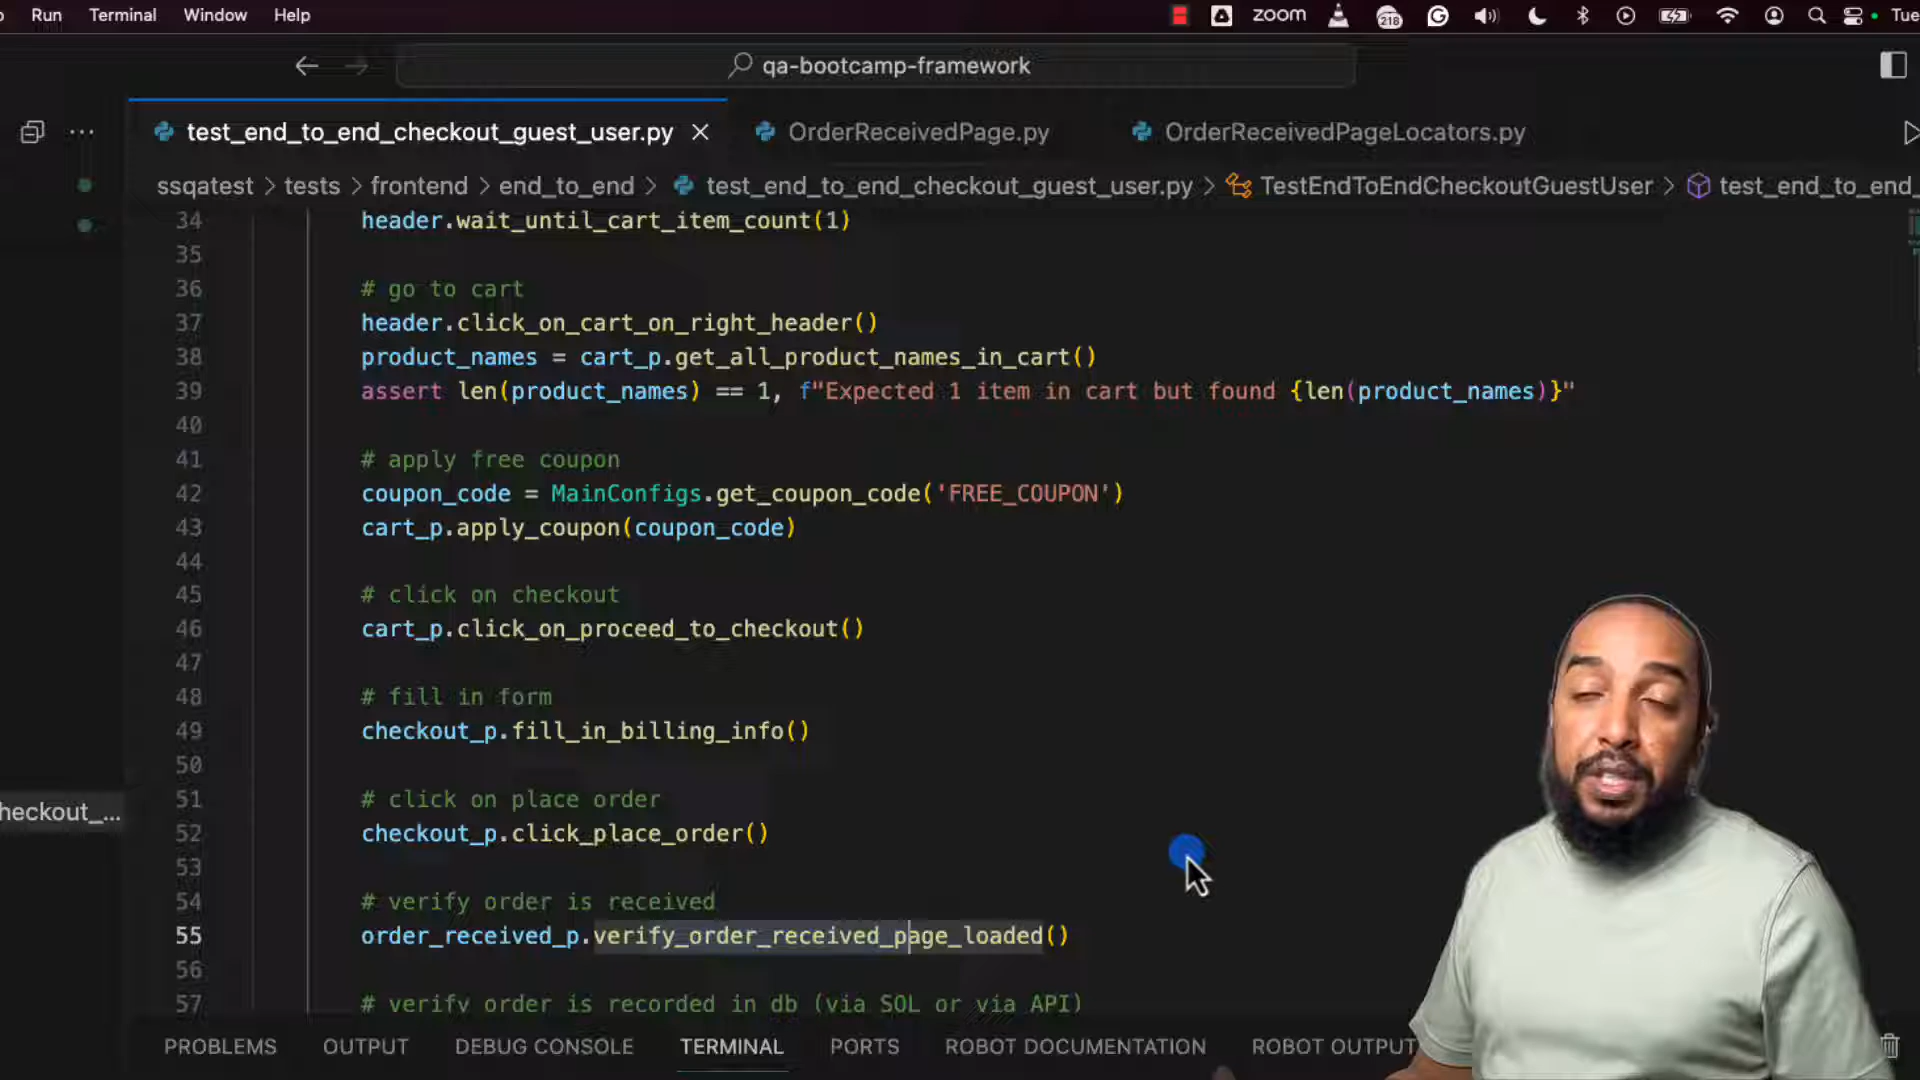 Run Terminal Window Help zoom 218 Tue
qa-bootcamp-framework
test_end_to_end_checkout_guest_user.py OrderReceivedPage.py OrderReceivedPageLocators.py
ssqatest > tests > frontend > end_to_end > test_end_to_end_checkout_guest_user.py > TestEndToEndCheckoutGuestUser > test_end_to_end_
34 header.wait_until_cart_item_count(1)
35
36 # go to cart
37 header.click_on_cart_on_right_header()
38 product_names = cart_p.get_all_product_names_in_cart()
39 assert len(product_names) == 1, f"Expected 1 item in cart but found {len(product_names)}"
40
41 # apply free coupon
42 coupon_code = MainConfigs.get_coupon_code('FREE_COUPON')
43 cart_p.apply_coupon(coupon_code)
44
45 # click on checkout
46 cart_p.click_on_proceed_to_checkout()
47
48 # fill in form
49 checkout_p.fill_in_billing_info()
50
51 # click on place order
heckout_...
52 checkout_p.click_place_order()
53
54 # verify order is received
55 order_received_p.verify_order_received_page_loaded()
56
57 # verify order is recorded in db (via SQL or via API)
PROBLEMS OUTPUT DEBUG CONSOLE TERMINAL PORTS ROBOT DOCUMENTATION ROBOT OUTPUT